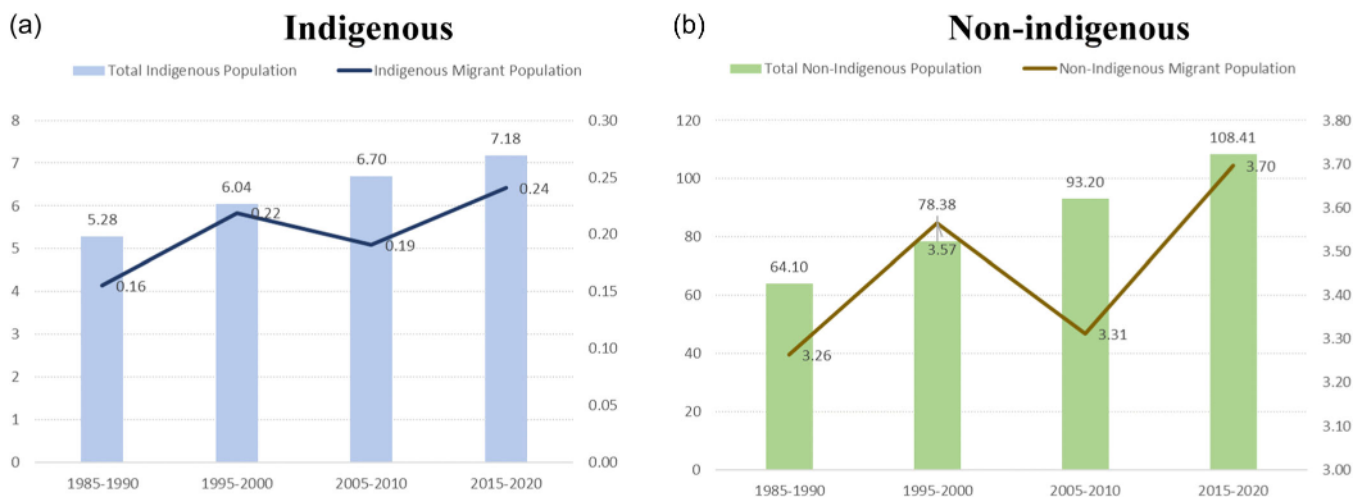 (a) Indigenous
Total Indigenous Population Indigenous Migrant Population
8 0.30
7 0.25
6 0.20
5 0.15
4 0.10
3 0.05
2 0.00
1
0
5.28 6.04 6.70 7.18
0.16 0.22 0.19 0.24
1985-1990 1995-2000 2005-2010 2015-2020
(b) Non-indigenous
Total Non-Indigenous Population Non-Indigenous Migrant Population
120 3.80
100 3.70
80 3.60
60 3.50
40 3.40
20 3.30
0 3.20
3.10
3.00
64.10 78.38 93.20 108.41
3.26 3.57 3.31 3.70
1985-1990 1995-2000 2005-2010 2015-2020